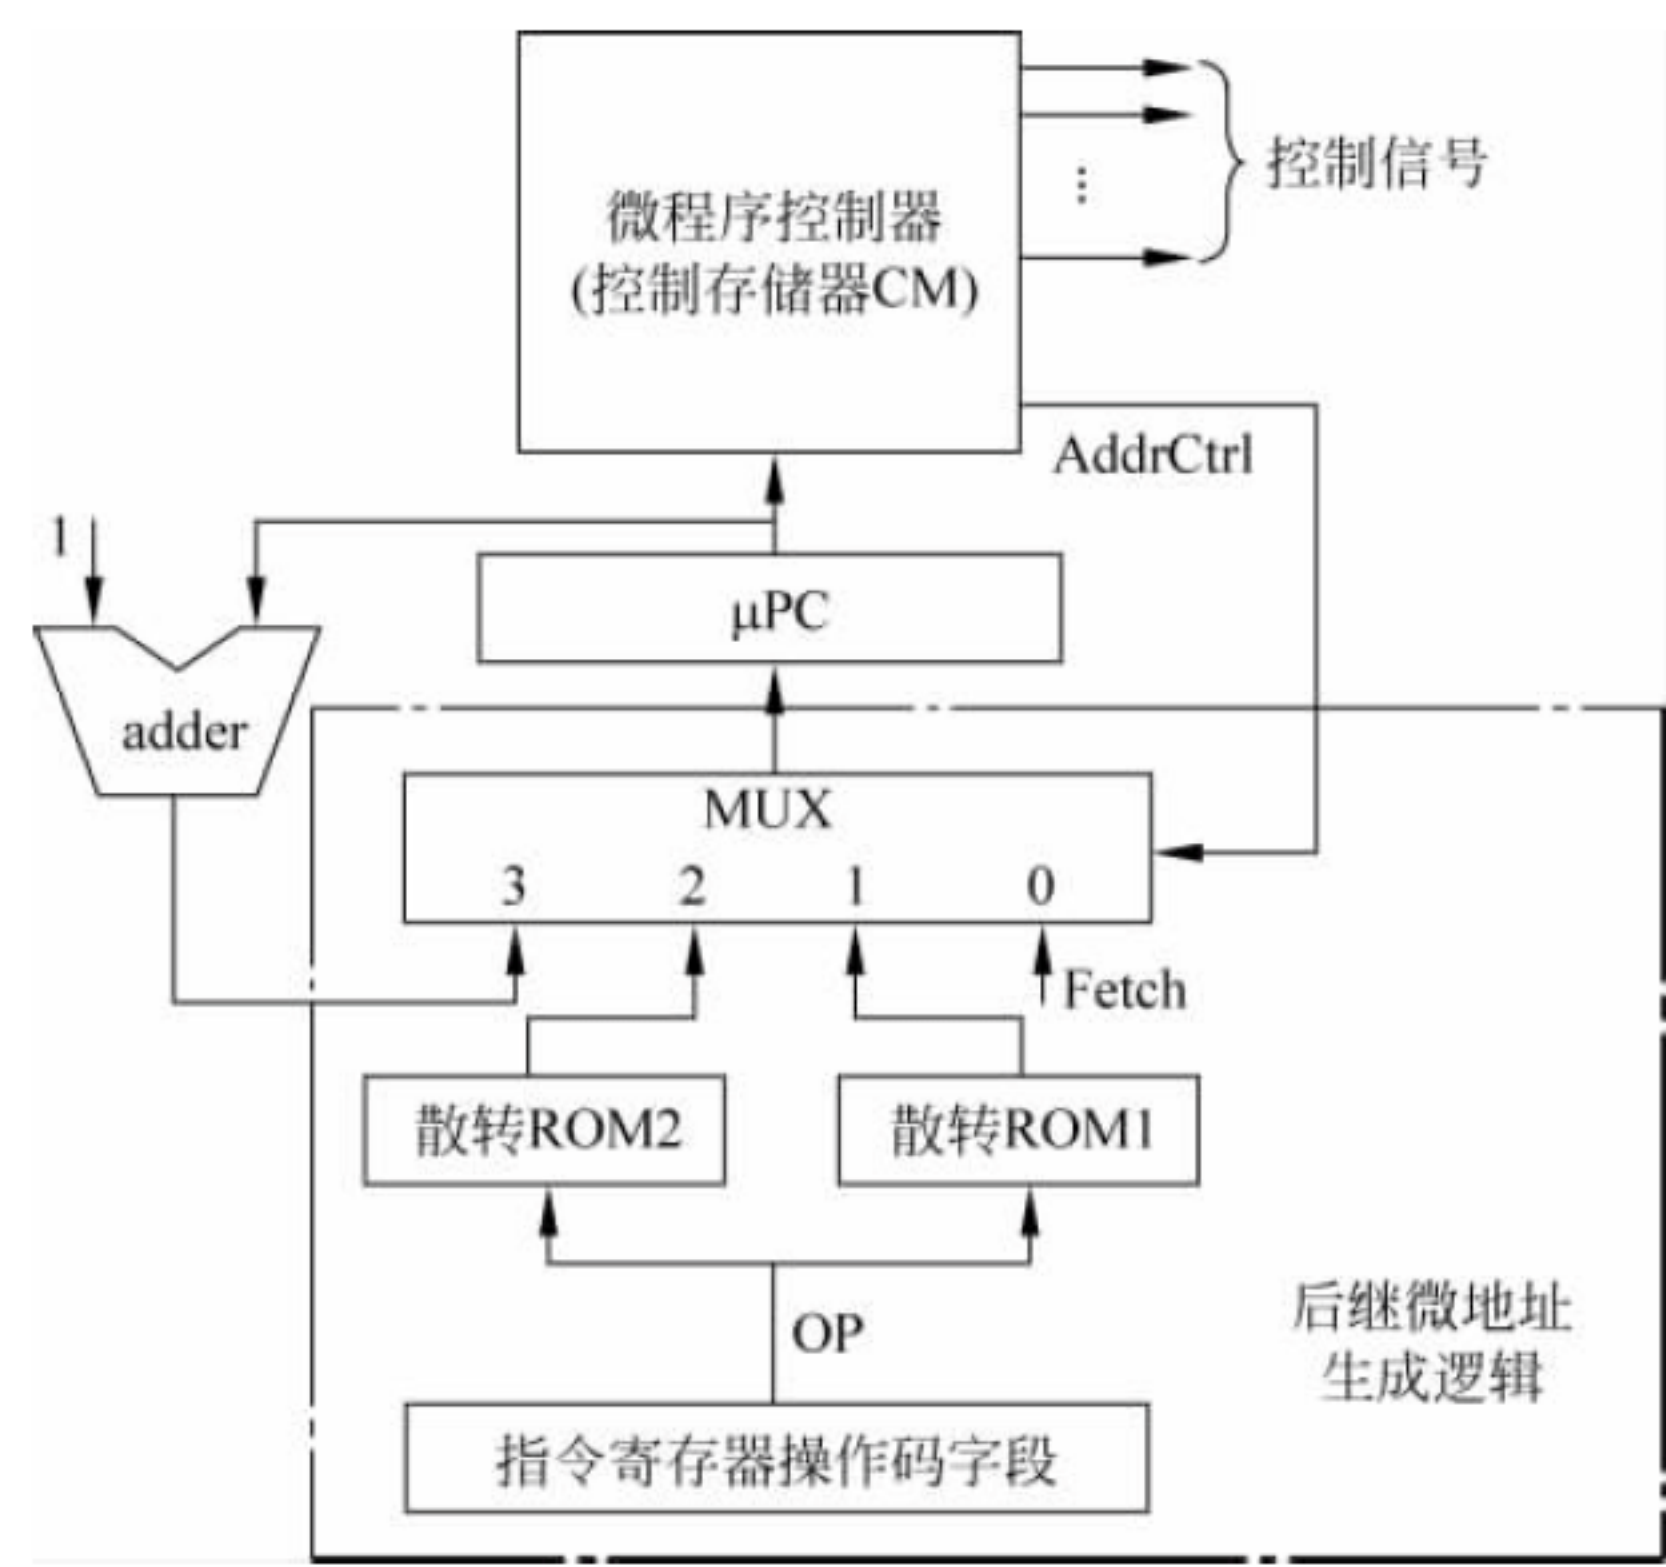 控制信号
微程序控制器
(控制存储器CM)
AddrCtrl
1
μPC
adder
MUX
3 2 1 0
Fetch
散转ROM2 散转ROM1
OP
后继微地址
生成逻辑
指令寄存器操作码字段